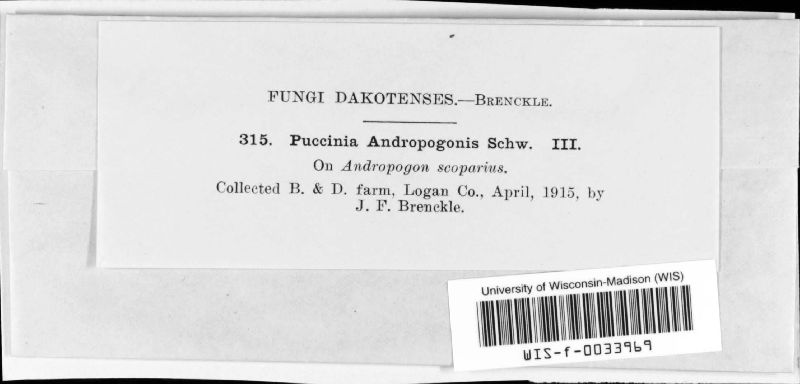 FUNGI DAKOTENSES.—BRENCKLE.
315. Puccinia Andropogonis Schw. III.
On Andropogon scoparius.
Collected B. & D. farm, Logan Co., April, 1915, by
J. F. Brenckle.
University of Wisconsin-Madison (WIS)
WIS-f-0033969